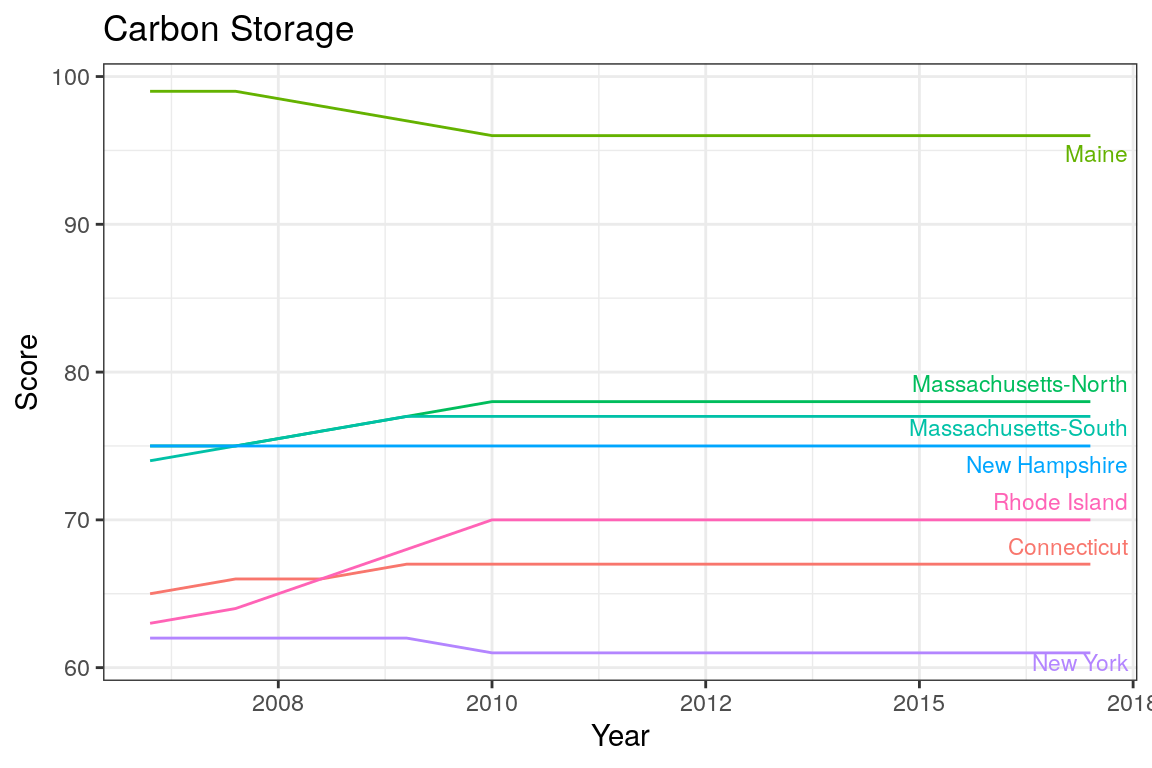 Carbon Storage
100
90
80
70
60
Score
Maine
Massachusetts-North
Massachusetts-South
New Hampshire
Rhode Island
Connecticut
New York
2008
2010
2012
2015
2018
Year